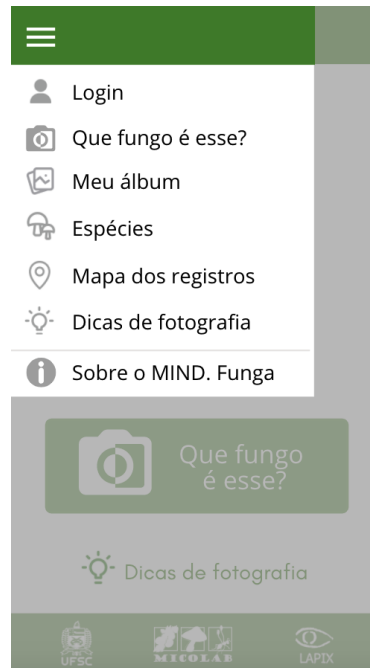 Login
Que fungo é esse?
Meu álbum
Espécies
Mapa dos registros
Dicas de fotografia
Sobre o MIND. Funga
Que fungo
é esse?
Dicas de fotografia
UFSC MICOLAB LAPIX